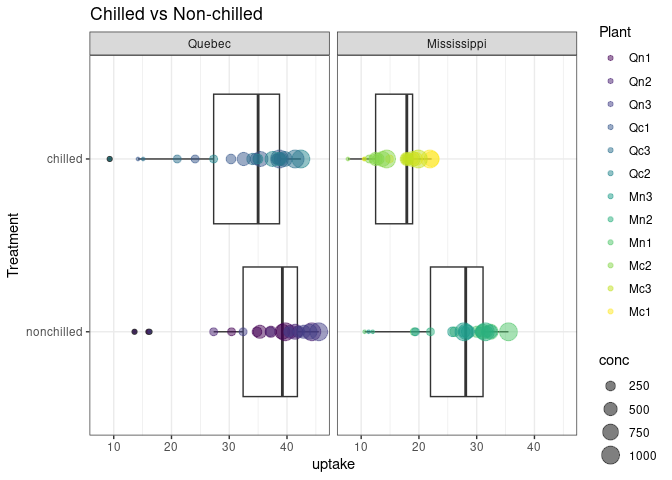 Chilled vs Non-chilled
Quebec
Mississippi
Treatment
chilled
nonchilled
10 20 30 40
10 20 30 40
uptake
Plant
Qn1
Qn2
Qn3
Qc1
Qc3
Qc2
Mn3
Mn2
Mn1
Mc2
Mc3
Mc1
conc
250
500
750
1000